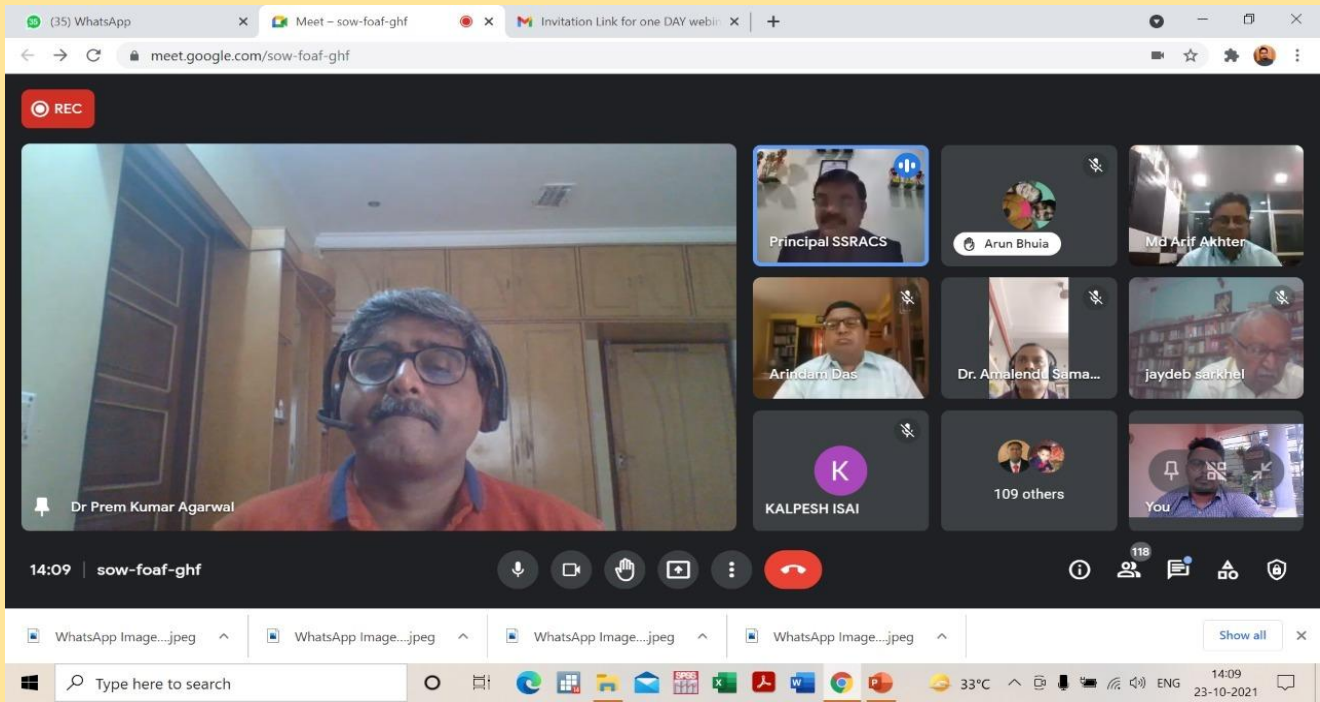 35 (35) WhatsApp
Meet – sow-foaf-ghf
Invitation Link for one DAY webin
meet.google.com/sow-foaf-ghf
REC
Principal SSRACS
Arun Bhuia
Md Arif Akhter
Arindam Das
Dr. Amalendu Sama...
jaydeb sarkhel
K
KALPESH ISAI
109 others
You
Dr Prem Kumar Agarwal
14:09 | sow-foaf-ghf
118
WhatsApp Image....jpeg
WhatsApp Image....jpeg
WhatsApp Image....jpeg
WhatsApp Image....jpeg
Show all
Type here to search
SPSS
33°C
ENG
14:09
23-10-2021